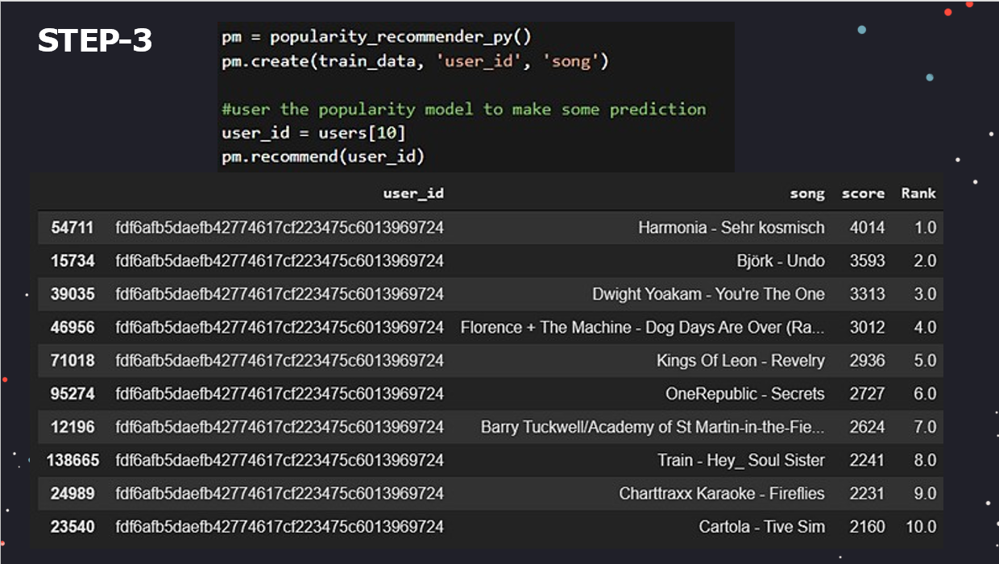 STEP-3
pm = popularity_recommender_py()
pm.create(train_data, 'user_id', 'song')
#user the popularity model to make some prediction
user_id = users[10]
pm.recommend(user_id)
user_id song score Rank
54711 fdf6afb5daefb42774617cf223475c6013969724 Harmonia - Sehr kosmisch 4014 1.0
15734 fdf6afb5daefb42774617cf223475c6013969724 Björk - Undo 3593 2.0
39035 fdf6afb5daefb42774617cf223475c6013969724 Dwight Yoakam - You're The One 3313 3.0
46956 fdf6afb5daefb42774617cf223475c6013969724 Florence + The Machine - Dog Days Are Over (Ra... 3012 4.0
71018 fdf6afb5daefb42774617cf223475c6013969724 Kings Of Leon - Revelry 2936 5.0
95274 fdf6afb5daefb42774617cf223475c6013969724 OneRepublic - Secrets 2727 6.0
12196 fdf6afb5daefb42774617cf223475c6013969724 Barry Tuckwell/Academy of St Martin-in-the-Fie... 2624 7.0
138665 fdf6afb5daefb42774617cf223475c6013969724 Train - Hey_ Soul Sister 2241 8.0
24989 fdf6afb5daefb42774617cf223475c6013969724 Charttraxx Karaoke - Fireflies 2231 9.0
23540 fdf6afb5daefb42774617cf223475c6013969724 Cartola - Tive Sim 2160 10.0